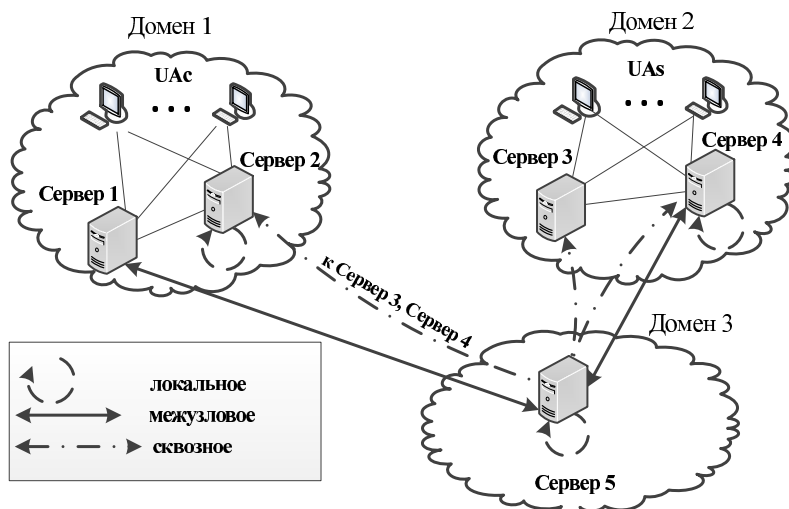 Домен 1
Домен 2
UAc
UAs
Сервер 2
Сервер 1
Сервер 3
Сервер 4
к Сервер 3, Сервер 4
Домен 3
Сервер 5
локальное
межузловое
сквозное